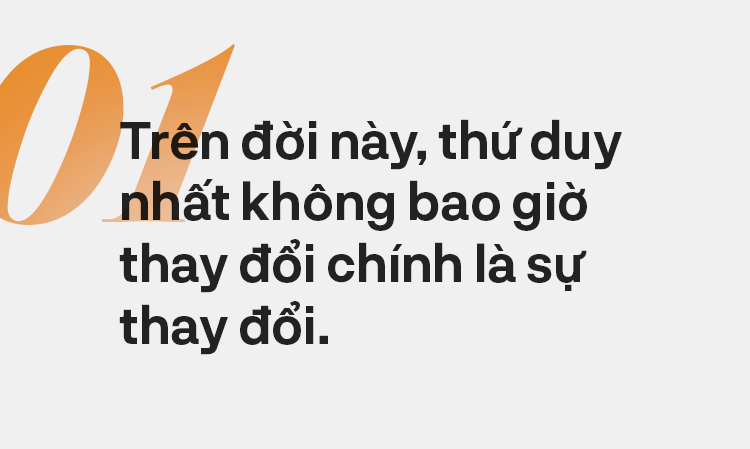 01
Trên đời này, thứ duy
nhất không bao giờ
thay đổi chính là sự
thay đổi.